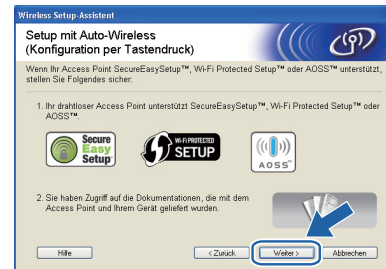 Wireless Setup-Assistent
Setup mit Auto-Wireless
(Konfiguration per Tastendruck)
Wenn Ihr Access Point SecureEasySetup™, Wi-Fi Protected Setup™ oder AOSS™ unterstützt,
stellen Sie Folgendes sicher:
1. Ihr drahtloser Access Point unterstützt SecureEasySetup™, Wi-Fi Protected Setup™ oder
AOSS™.
Secure
Easy
Setup
WI-FI PROTECTED
SETUP
AOSS
2. Sie haben Zugriff auf die Dokumentationen, die mit dem
Access Point und Ihrem Gerät geliefert wurden.
Hilfe
< Zurück
Weiter >
Abbrechen